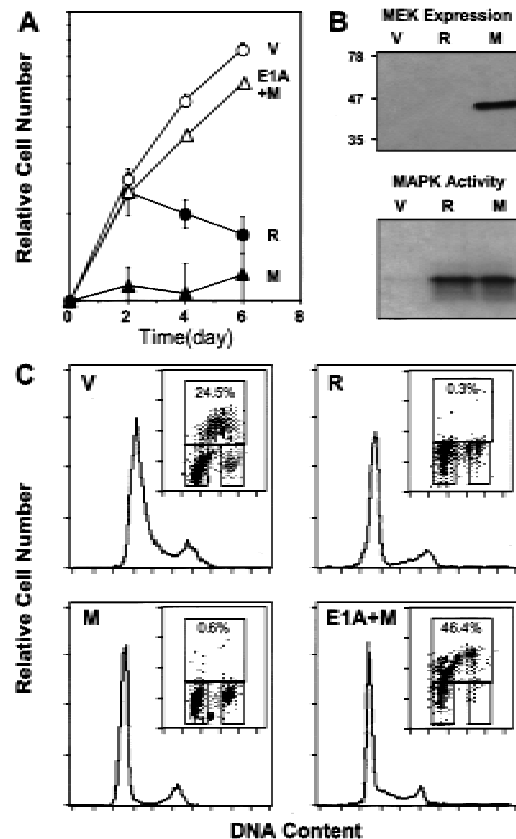 A
Relative Cell Number
V
E1A
+M
R
M
0 2 4 6 8
Time(day)
B
MEK Expression
V R M
78
47
35
MAPK Activity
V R M
C
V
24.5%
R
0.3%
M
0.6%
E1A+M
46.4%
Relative Cell Number
DNA Content